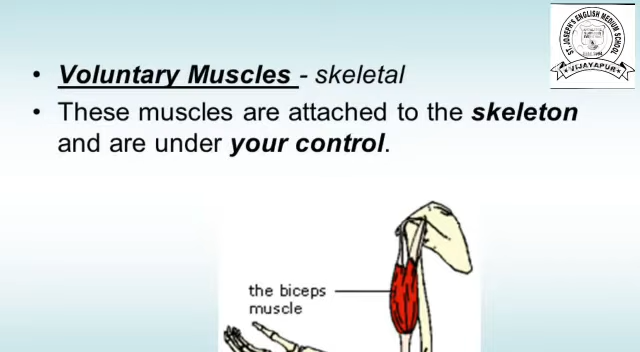 ST. JOSEPH'S ENGLISH MEDIUM SCHOOL
VIJAYAPUR
• Voluntary Muscles - skeletal
• These muscles are attached to the skeleton
and are under your control.
the biceps
muscle